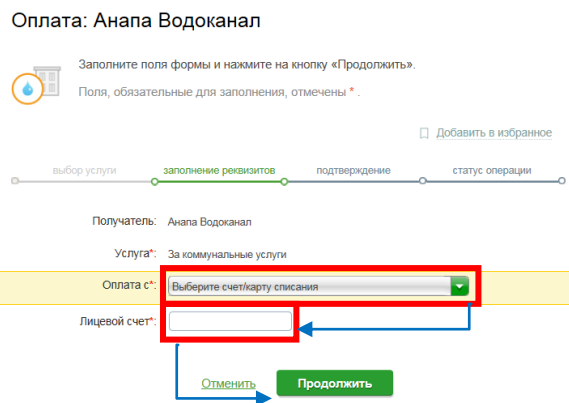 Оплата: Анапа Водоканал
Заполните поля формы и нажмите на кнопку «Продолжить».
Поля, обязательные для заполнения, отмечены * .
Добавить в избранное
выбор услуги заполнение реквизитов подтверждение статус операции
Получатель: Анапа Водоканал
Услуга*: За коммунальные услуги
Оплата с*: Выберите счет/карту списания
Лицевой счет*:
Отменить Продолжить